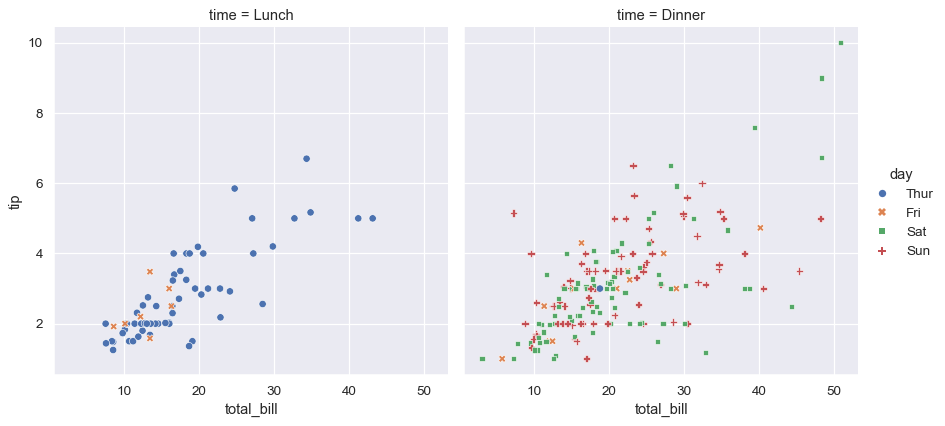 time = Lunch
time = Dinner
tip
10
8
6
4
2
10 20 30 40 50
10 20 30 40 50
total_bill
total_bill
day
Thur
Fri
Sat
Sun